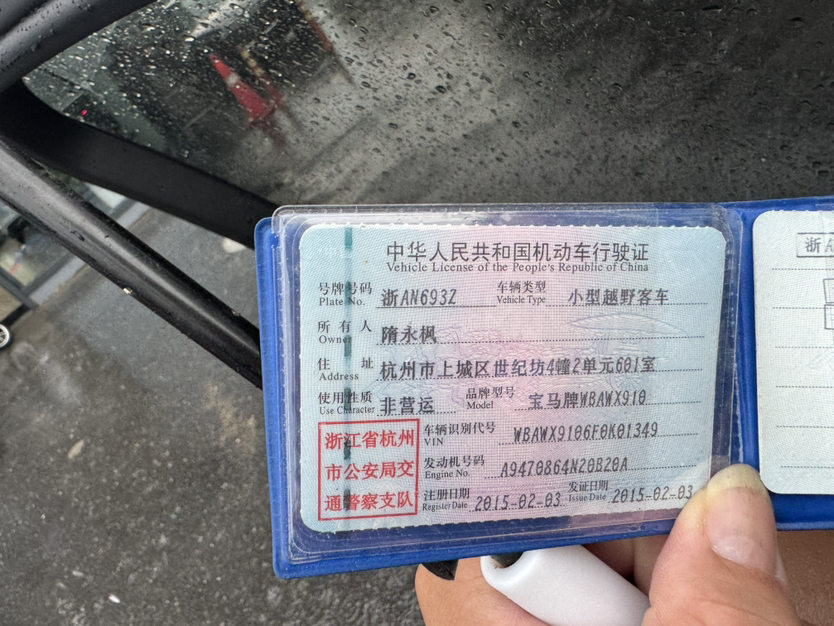 中华人民共和国机动车行驶证
Vehicle License of the People's Republic of China
号牌号码 Plate No. 浙AN693Z 车辆类型 Vehicle Type 小型越野客车
所有人 Owner 隋永枫
住址 Address 杭州市上城区世纪坊4幢2单元601室
使用性质 Use Character 非营运 品牌型号 Model 宝马牌WBAWX910
浙江省杭州市公安局交通警察支队
车辆识别代号 VIN WBAWX9106F0K01349
发动机号码 Engine No. A9470864N20B20A
注册日期 Register Date 2015-02-03 发证日期 Issue Date 2015-02-03
浙A